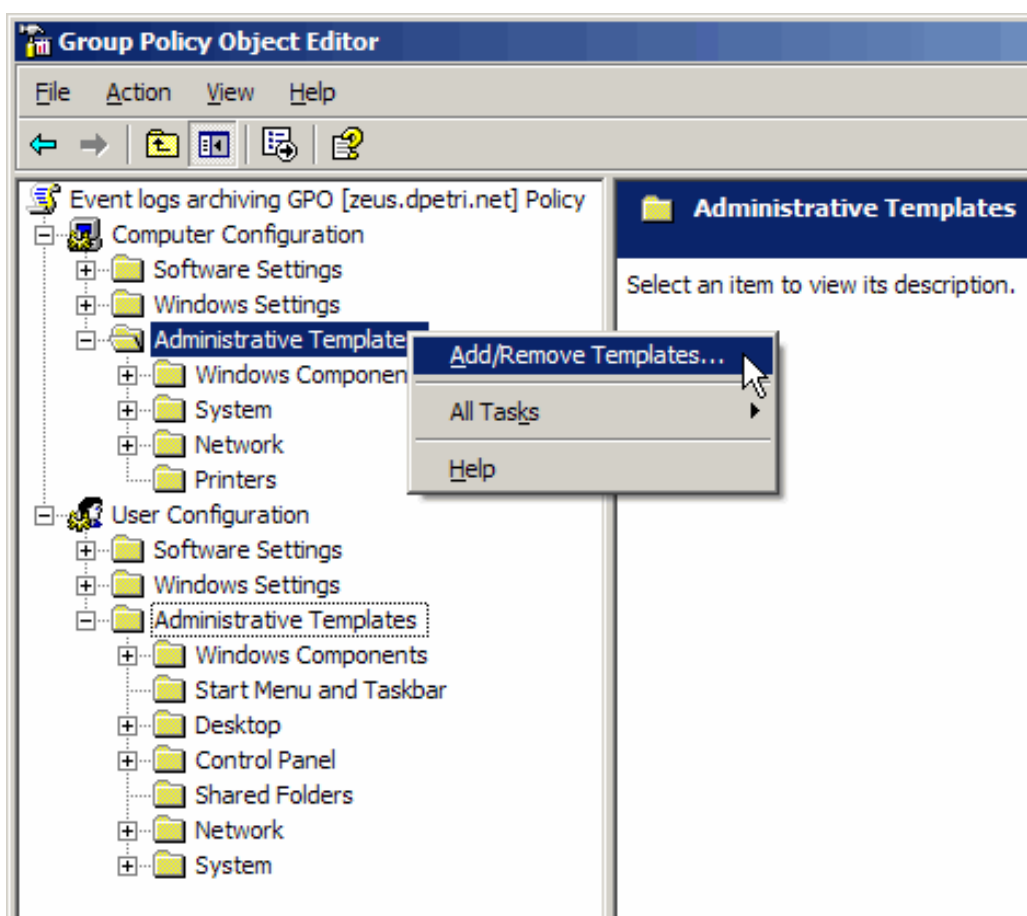 Group Policy Object Editor
File Action View Help
Event logs archiving GPO [zeus.dpetri.net] Policy
Computer Configuration
Software Settings
Windows Settings
Administrative Template
Windows Componen
System
Network
Printers
User Configuration
Software Settings
Windows Settings
Administrative Templates
Windows Components
Start Menu and Taskbar
Desktop
Control Panel
Shared Folders
Network
System
Add/Remove Templates...
All Tasks
Help
Administrative Templates
Select an item to view its description.